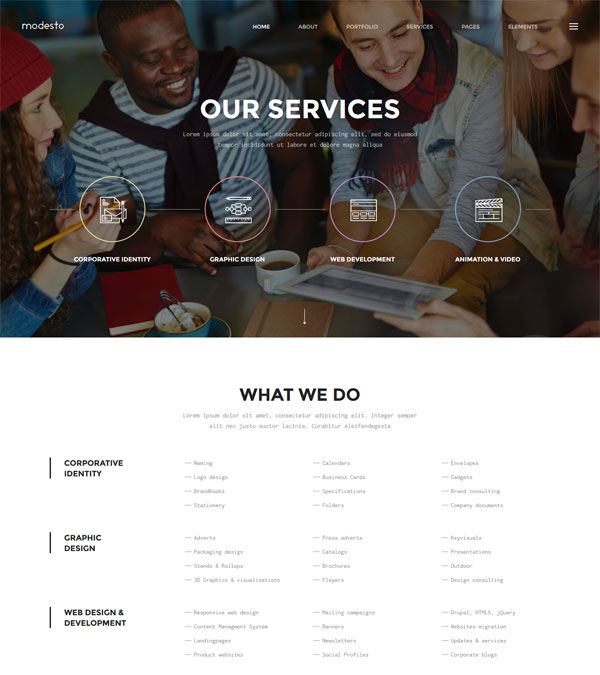 modesto
HOME ABOUT PORTFOLIO SERVICES PAGES ELEMENTS
OUR SERVICES
Lorem ipsum dolor sit amet, consectetur adipiscing elit, sed do eiusmod
tempor incididunt ut labore et dolore magna aliqua
CORPORATIVE IDENTITY GRAPHIC DESIGN WEB DEVELOPMENT ANIMATION & VIDEO
WHAT WE DO
Lorem ipsum dolor sit amet, consectetur adipiscing elit. Integer semper
elit nec justo auctor lacinia. Curabitur eleifendegesta
CORPORATIVE
IDENTITY
— Naming
— Logo design
— Brandbooks
— Stationery
— Calendars
— Business Cards
— Specifications
— Folders
— Envelopes
— Gadgets
— Brand consulting
— Company documents
GRAPHIC
DESIGN
— Adverts
— Packaging design
— Stands & Rollups
— 3D Graphics & visualisations
— Press adverts
— Catalogs
— Brochures
— Flayers
— Keyvisuals
— Presentations
— Outdoor
— Design consulting
WEB DESIGN &
DEVELOPMENT
— Responsive web design
— Content Managment System
— Landingpages
— Product websites
— Mailing campaigns
— Banners
— Newsletters
— Social Profiles
— Drupal, HTML5, jQuery
— Websites migration
— Updates & services
— Corporate blogs